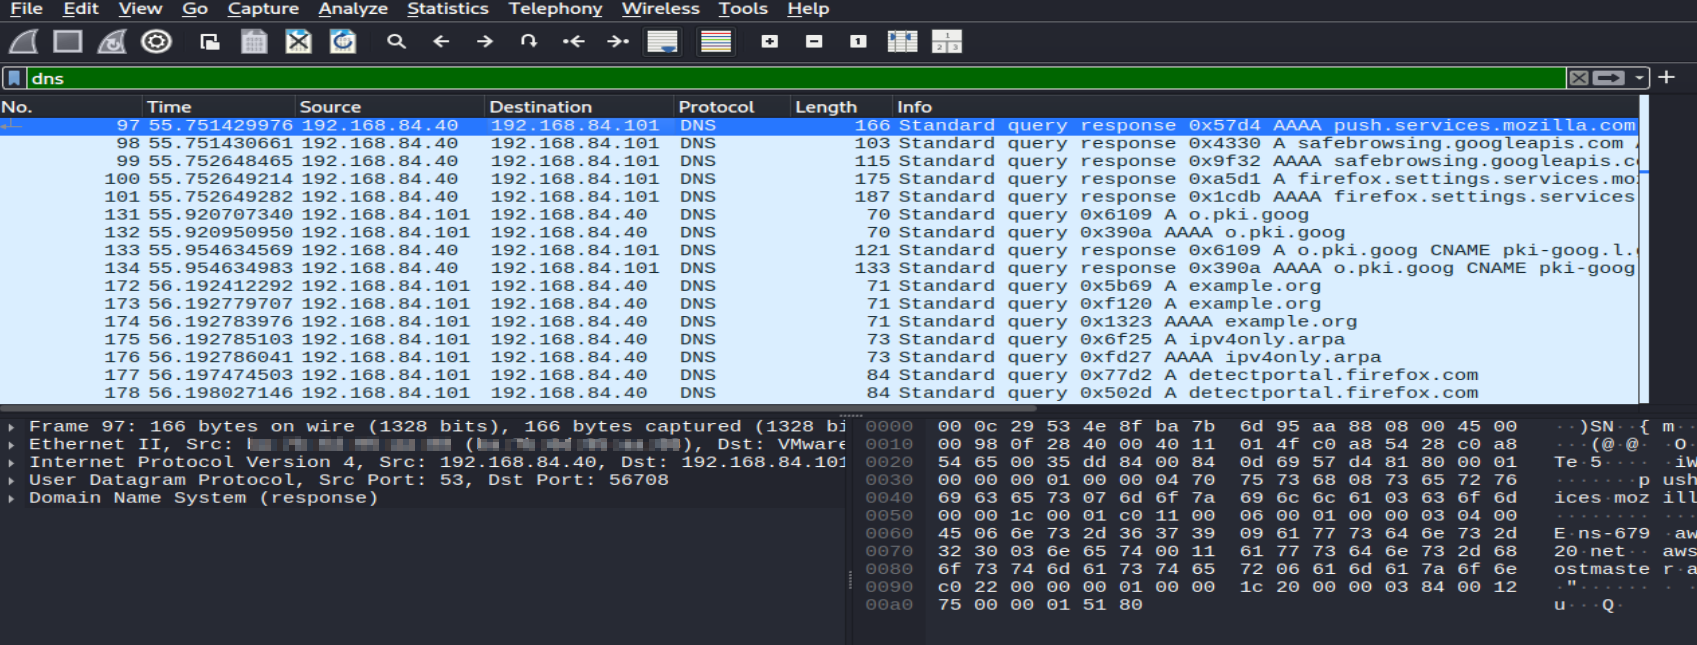 File Edit View Go Capture Analyze Statistics Telephony Wireless Tools Help
dns
No. Time Source Destination Protocol Length Info
97 55.751429976 192.168.84.40 192.168.84.101 DNS 166 Standard query response 0x57d4 AAAA push.services.mozilla.com
98 55.751430661 192.168.84.40 192.168.84.101 DNS 103 Standard query response 0x4330 A safebrowsing.googleapis.com
99 55.752648465 192.168.84.40 192.168.84.101 DNS 115 Standard query response 0x9f32 AAAA safebrowsing.googleapis.c
100 55.752649214 192.168.84.40 192.168.84.101 DNS 175 Standard query response 0xa5d1 A firefox.settings.services.mo
101 55.752649282 192.168.84.40 192.168.84.101 DNS 187 Standard query response 0x1cdb AAAA firefox.settings.services
131 55.920707340 192.168.84.101 192.168.84.40 DNS 70 Standard query 0x6109 A o.pki.goog
132 55.920950950 192.168.84.101 192.168.84.40 DNS 70 Standard query 0x390a AAAA o.pki.goog
133 55.954634569 192.168.84.40 192.168.84.101 DNS 121 Standard query response 0x6109 A o.pki.goog CNAME pki-goog.l.
134 55.954634983 192.168.84.40 192.168.84.101 DNS 133 Standard query response 0x390a AAAA o.pki.goog CNAME pki-goog
172 56.192412292 192.168.84.101 192.168.84.40 DNS 71 Standard query 0x5b69 A example.org
173 56.192779707 192.168.84.101 192.168.84.40 DNS 71 Standard query 0xf120 A example.org
174 56.192783976 192.168.84.101 192.168.84.40 DNS 71 Standard query 0x1323 AAAA example.org
175 56.192785103 192.168.84.101 192.168.84.40 DNS 73 Standard query 0x6f25 A ipv4only.arpa
176 56.192786041 192.168.84.101 192.168.84.40 DNS 73 Standard query 0xfd27 AAAA ipv4only.arpa
177 56.197474503 192.168.84.101 192.168.84.40 DNS 84 Standard query 0x77d2 A detectportal.firefox.com
178 56.198027146 192.168.84.101 192.168.84.40 DNS 84 Standard query 0x502d A detectportal.firefox.com
Frame 97: 166 bytes on wire (1328 bits), 166 bytes captured (1328 bi
Ethernet II, Src: ( ), Dst: VMware
Internet Protocol Version 4, Src: 192.168.84.40, Dst: 192.168.84.101
User Datagram Protocol, Src Port: 53, Dst Port: 56708
Domain Name System (response)
0000 00 0c 29 53 4e 8f ba 7b 6d 95 aa 88 08 00 45 00 ··)SN··{ m··
0010 00 98 0f 28 40 00 40 11 01 4f c0 a8 54 28 c0 a8 ···(@·@· ·O
0020 54 65 00 35 dd 84 00 84 0d 69 57 d4 81 80 00 01 Te·5···· ·iW
0030 00 00 00 01 00 00 04 70 75 73 68 08 73 65 72 76 ·······p ush
0040 69 63 65 73 07 6d 6f 7a 69 6c 6c 61 03 63 6f 6d ices·moz ill
0050 00 00 1c 00 01 c0 11 00 06 00 01 00 00 03 04 00 ········ ···
0060 45 06 6e 73 2d 36 37 39 09 61 77 73 64 6e 73 2d E·ns-679 ·aw
0070 32 30 03 6e 65 74 00 11 61 77 73 64 6e 73 2d 68 20·net·· aws
0080 6f 73 74 6d 61 73 74 65 72 06 61 6d 61 7a 6f 6e ostmaste r·a
0090 c0 22 00 00 00 01 00 00 1c 20 00 00 03 84 00 12 ·"······ · ·
00a0 75 00 00 01 51 80 u···Q·